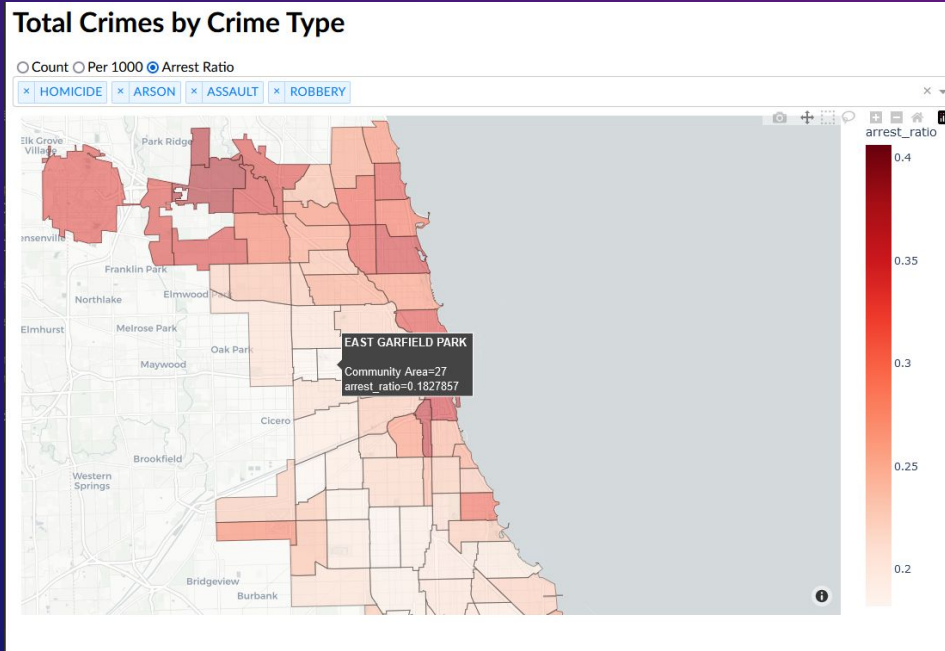 Total Crimes by Crime Type
Count Per 1000 Arrest Ratio
× HOMICIDE × ARSON × ASSAULT × ROBBERY ×
arrest_ratio
0.4
0.35
0.3
0.25
0.2
Elk Grove
Village
Park Ridge
ensenville
Franklin Park
Northlake
Elmwood Park
Elmhurst
Melrose Park
Oak Park
Maywood
EAST GARFIELD PARK
Community Area=27
arrest_ratio=0.1827857
Cicero
Brookfield
Western
Springs
Bridgeview
Burbank